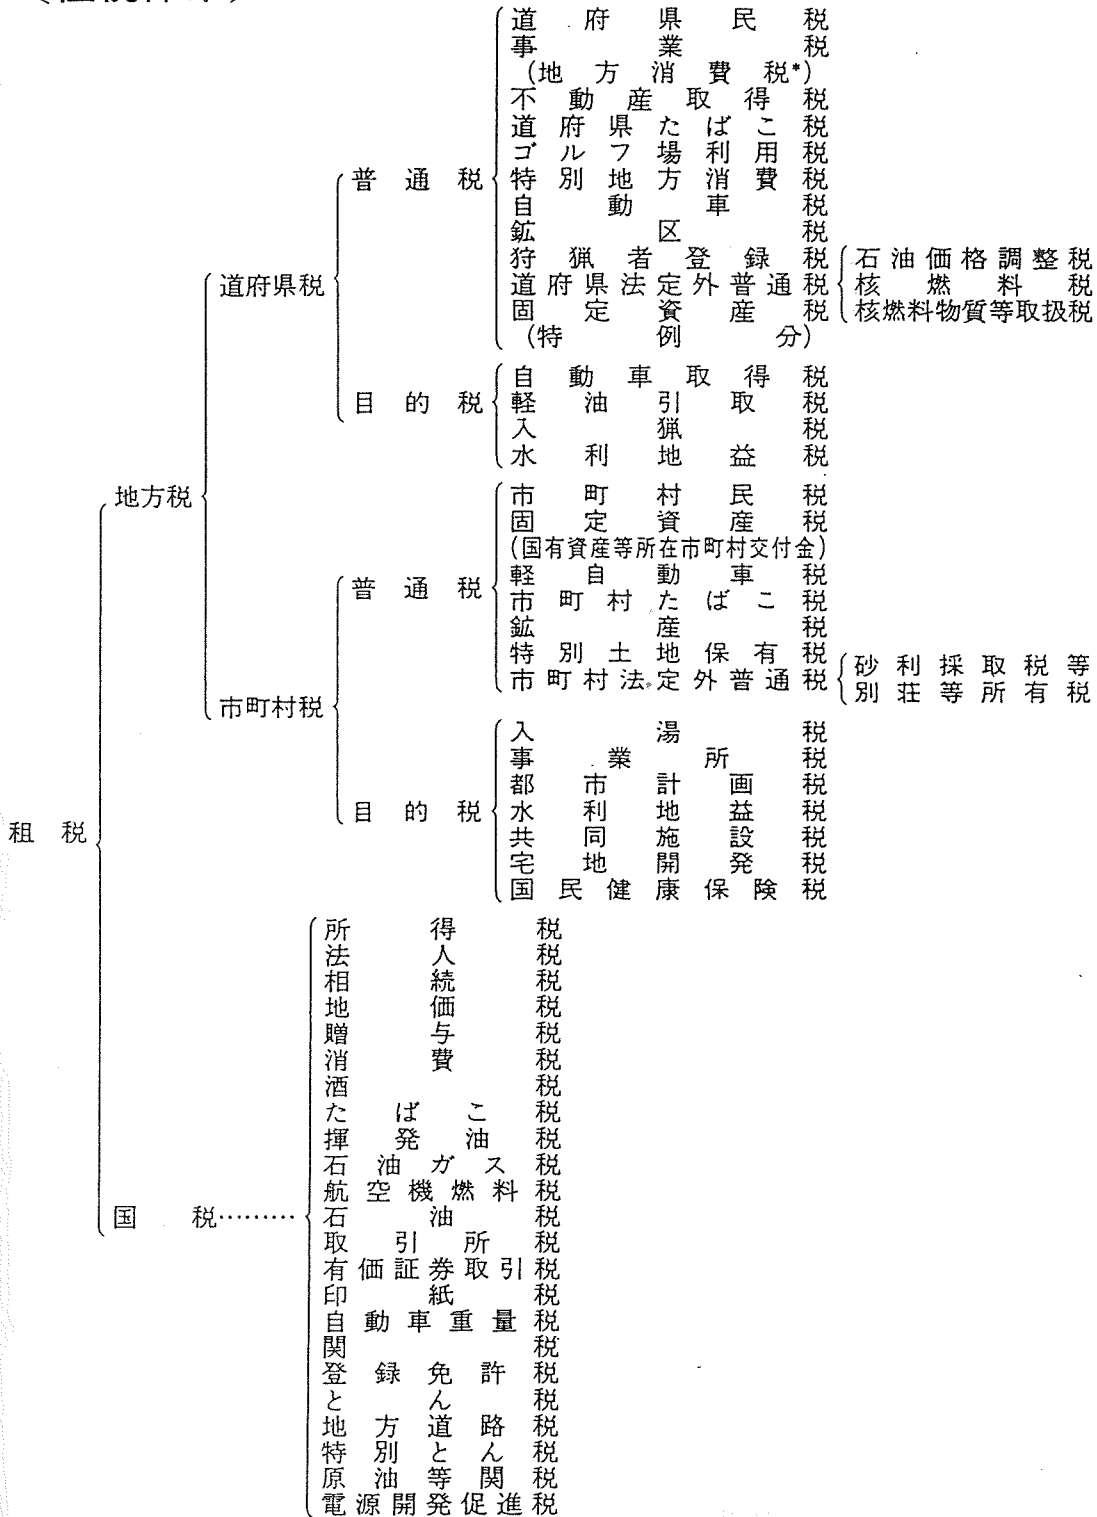 道府県民税
事業税
(地方消費税*)
不動産取得税
道府県たばこ税
ゴルフ場利用税
普通税
特別地方消費税
自動車税
鉱区税
狩猟者登録税
道府県税
道府県法定外普通税
石油価格調整税
核燃料税
核燃料物質等取扱税
固定資産税
(特例分)
目的税
自動車取得税
軽油引取税
入猟税
水利地益税
地方税
市町村民税
固定資産税
(国有資産等所在市町村交付金)
普通税
軽自動車税
市町村たばこ税
鉱産税
特別土地保有税
市町村法定外普通税
砂利採取税等
別荘等所有税
市町村税
入湯税
事業所税
都市計画税
目的税
水利地益税
共同施設税
宅地開発税
国民健康保険税
租税
所得税
法人税
相続税
地価税
贈与税
消費税
酒税
たばこ税
揮発油税
石油ガス税
航空機燃料税
国税………
石油税
取引所税
有価証券取引税
印紙税
自動車重量税
関税
登録免許税
とん税
地方道路税
特別とん税
原油等関税
電源開発促進税